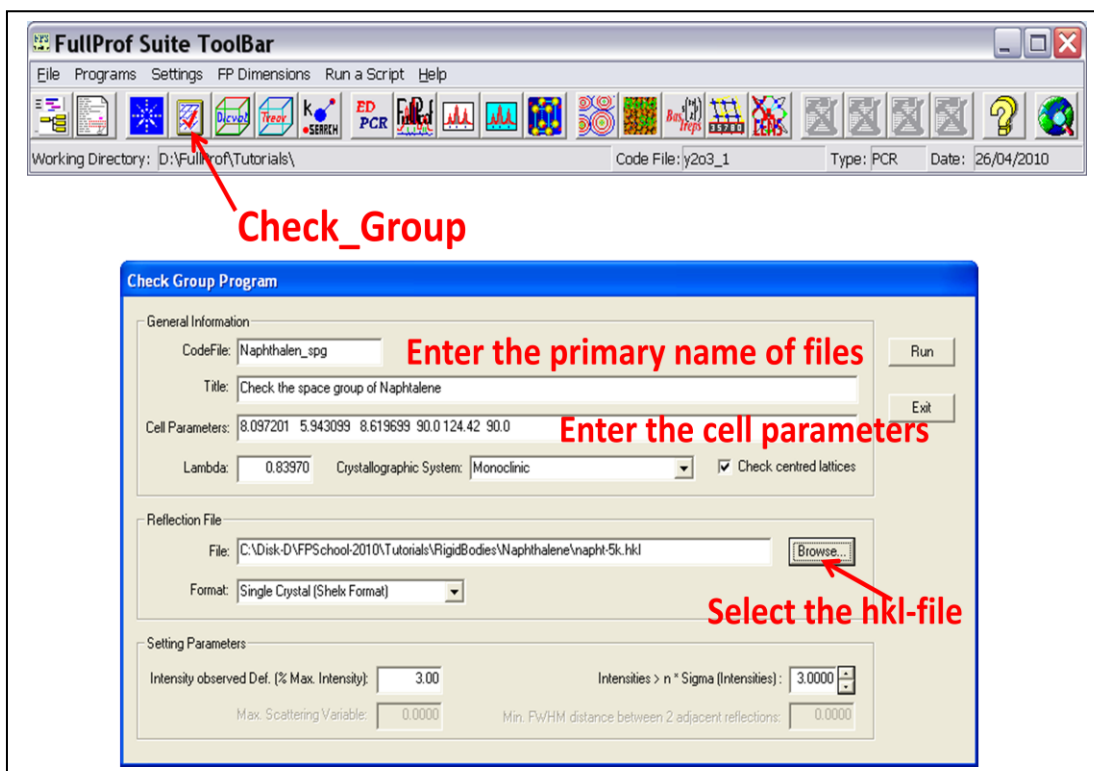 FullProf Suite ToolBar
File Programs Settings FP Dimensions Run a Script Help
Dicvol Treor K SEARCH ED PCR FullProf Bas Ireps 35780
Working Directory: D:\FullProf\Tutorials\ Code File: y2o3_1 Type: PCR Date: 26/04/2010
Check_Group
Check Group Program
General Information
CodeFile: Naphthalen_spg Enter the primary name of files Run
Title: Check the space group of Naphtalene
Exit
Cell Parameters: 8.097201 5.943099 8.619699 90.0 124.42 90.0 Enter the cell parameters
Lambda: 0.83970 Crystallographic System: Monoclinic Check centred lattices
Reflection File
File: C:\Disk-D\FPSchool-2010\Tutorials\RigidBodies\Naphthalene\napht-5k.hkl Browse...
Format: Single Crystal (Shelx Format)
Select the hkl-file
Setting Parameters
Intensity observed Def. (% Max. Intensity): 3.00 Intensities > n * Sigma (Intensities) : 3.0000
Max. Scattering Variable: 0.0000 Min. FWHM distance between 2 adjacent reflections: 0.0000